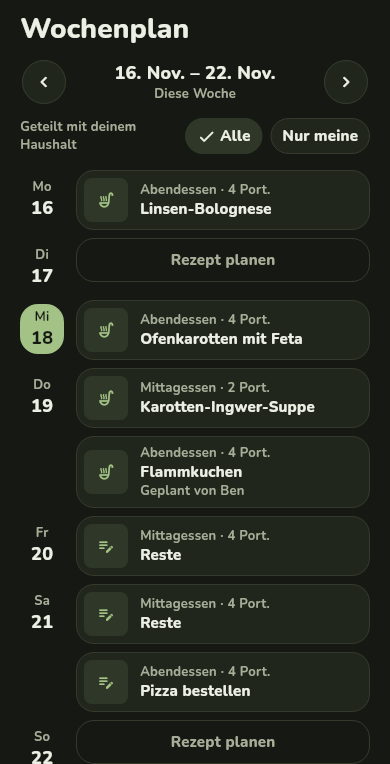 Wochenplan
16. Nov. – 22. Nov.
Diese Woche
Geteilt mit deinem
Haushalt
Alle
Nur meine
Mo
16
Abendessen · 4 Port.
Linsen-Bolognese
Di
17
Rezept planen
Mi
18
Abendessen · 4 Port.
Ofenkarotten mit Feta
Do
19
Mittagessen · 2 Port.
Karotten-Ingwer-Suppe
Abendessen · 4 Port.
Flammkuchen
Geplant von Ben
Fr
20
Mittagessen · 4 Port.
Reste
Sa
21
Mittagessen · 4 Port.
Reste
Abendessen · 4 Port.
Pizza bestellen
So
22
Rezept planen